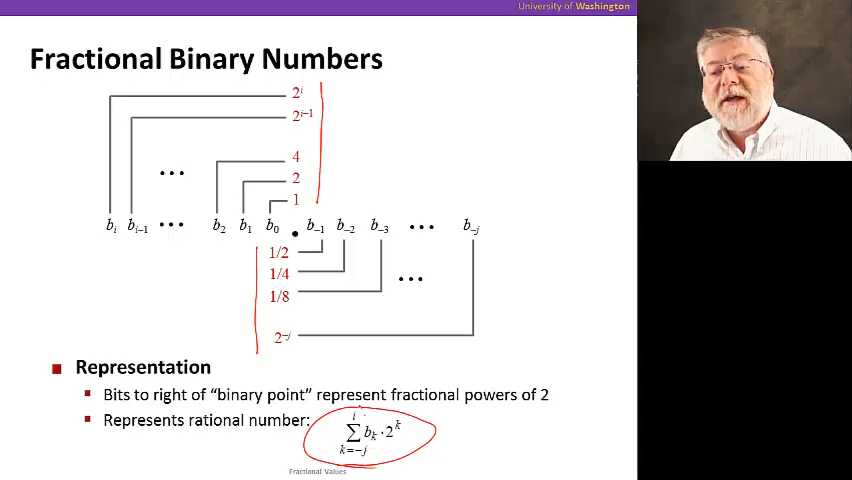 University of Washington
Fractional Binary Numbers
2^i
2^{i–1}
4
2
1
• • •
b_i b_{i–1} • • • b_2 b_1 b_0 . b_{–1} b_{–2} b_{–3} • • • b_{–j}
1/2
1/4
1/8
• • •
2^{–j}
Representation
Bits to right of “binary point” represent fractional powers of 2
Represents rational number:
i
∑ b_k · 2^k
k=–j
Fractional Values